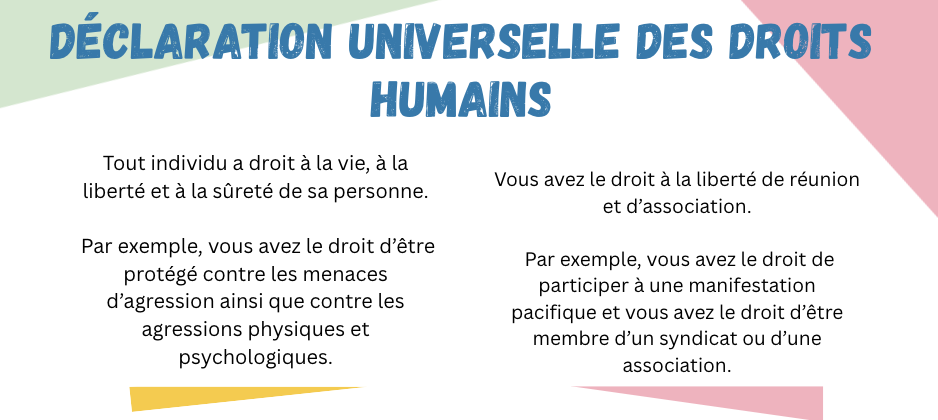 DÉCLARATION UNIVERSELLE DES DROITS
HUMAINS
Tout individu a droit à la vie, à la
liberté et à la sûreté de sa personne.
Par exemple, vous avez le droit d’être
protégé contre les menaces
d’agression ainsi que contre les
agressions physiques et
psychologiques.
Vous avez le droit à la liberté de réunion
et d’association.
Par exemple, vous avez le droit de
participer à une manifestation
pacifique et vous avez le droit d’être
membre d’un syndicat ou d’une
association.